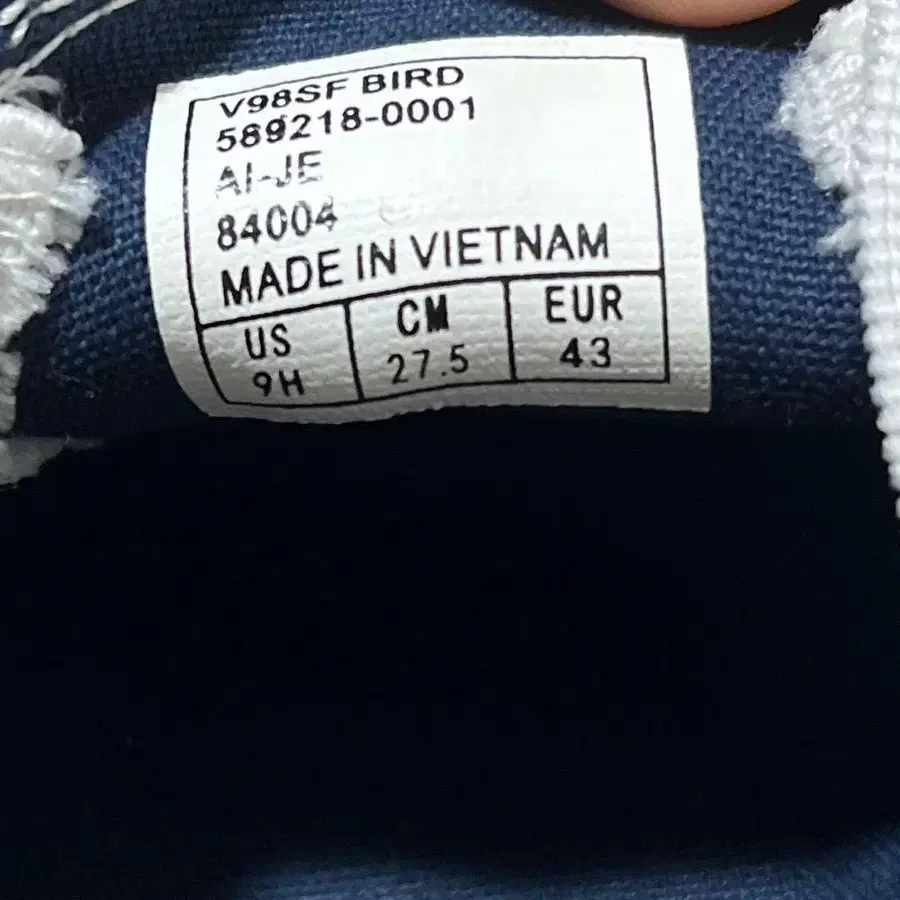 V98SF BIRD
589218-0001
AI-JE
84004
MADE IN VIETNAM
US CM EUR
9H 27.5 43